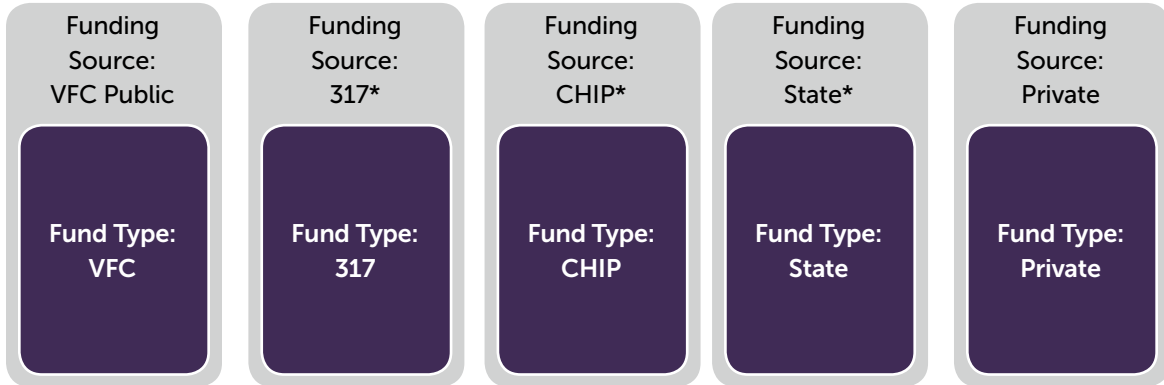 Funding
Source:
VFC Public
Fund Type:
VFC
Funding
Source:
317*
Fund Type:
317
Funding
Source:
CHIP*
Fund Type:
CHIP
Funding
Source:
State*
Fund Type:
State
Funding
Source:
Private
Fund Type:
Private